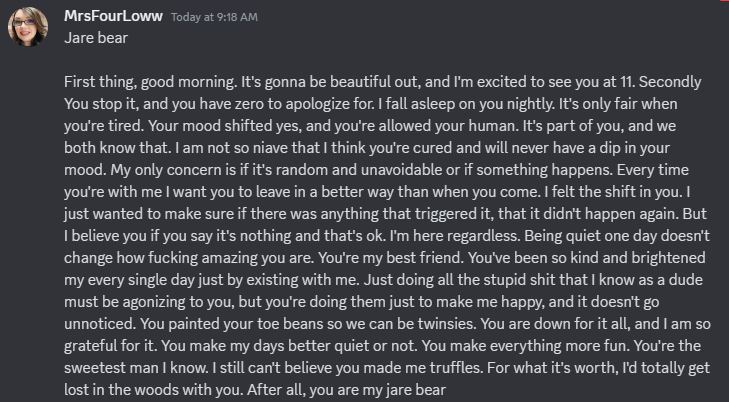 MrsFourLoww Today at 9:18 AM
Jare bear
First thing, good morning. It's gonna be beautiful out, and I'm excited to see you at 11. Secondly
You stop it, and you have zero to apologize for. I fall asleep on you nightly. It's only fair when
you're tired. Your mood shifted yes, and you're allowed your human. It's part of you, and we
both know that. I am not so niave that I think you're cured and will never have a dip in your
mood. My only concern is if it's random and unavoidable or if something happens. Every time
you're with me I want you to leave in a better way than when you come. I felt the shift in you. I
just wanted to make sure if there was anything that triggered it, that it didn't happen again. But
I believe you if you say it's nothing and that's ok. I'm here regardless. Being quiet one day doesn't
change how fucking amazing you are. You're my best friend. You've been so kind and brightened
my every single day just by existing with me. Just doing all the stupid shit that I know as a dude
must be agonizing to you, but you're doing them just to make me happy, and it doesn't go
unnoticed. You painted your toe beans so we can be twinsies. You are down for it all, and I am so
grateful for it. You make my days better quiet or not. You make everything more fun. You're the
sweetest man I know. I still can't believe you made me truffles. For what it's worth, I'd totally get
lost in the woods with you. After all, you are my jare bear